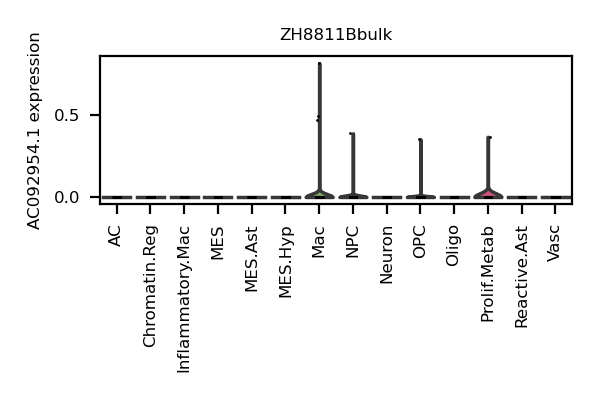 ZH8811Bbulk
AC092954.1 expression
0.5
0.0
AC
Chromatin.Reg
Inflammatory.Mac
MES
MES.Ast
MES.Hyp
Mac
NPC
Neuron
OPC
Oligo
Prolif.Metab
Reactive.Ast
Vasc